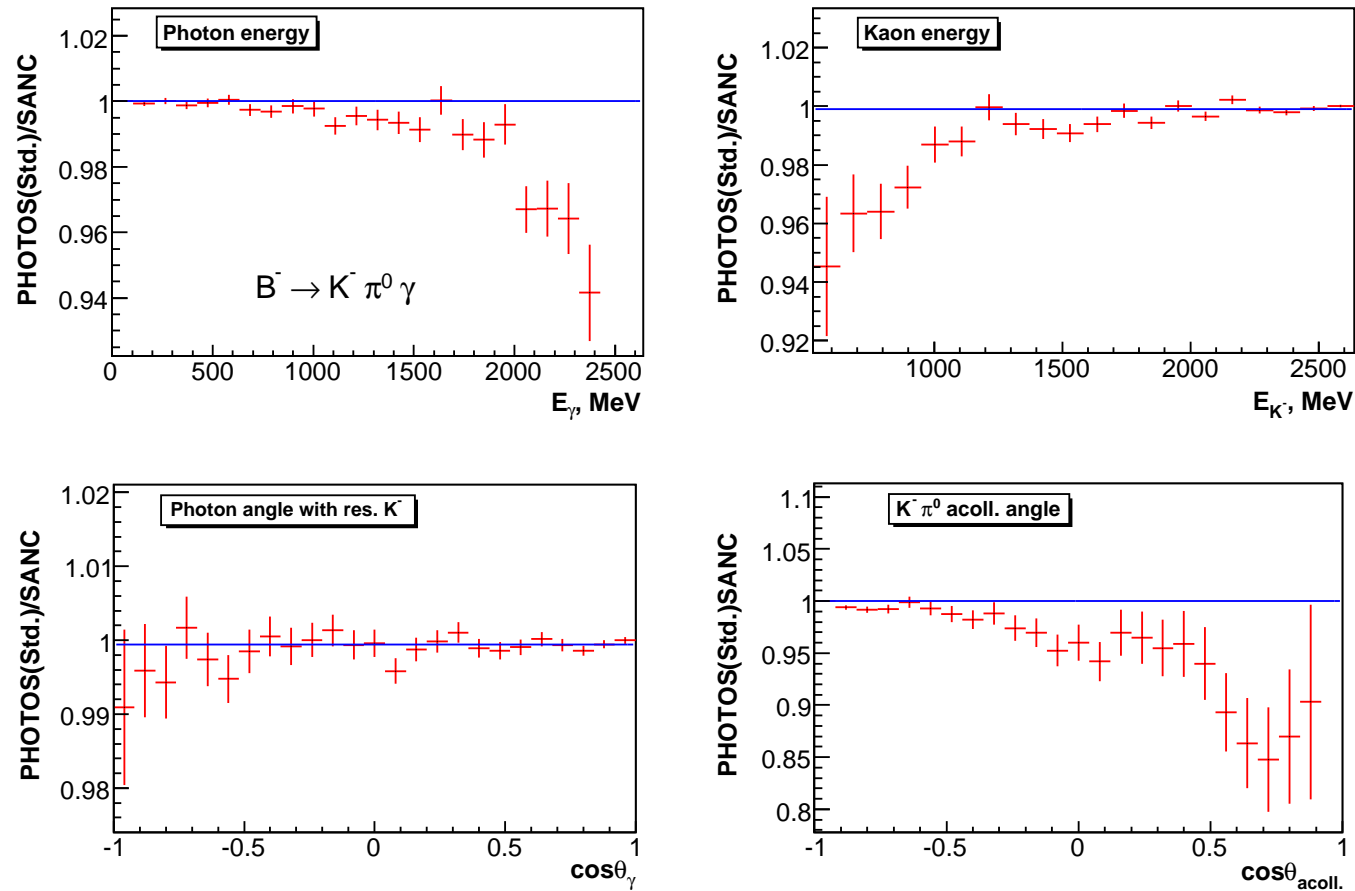 Photon energy
PHOTOS(Std.)/SANC
1.02
1
0.98
0.96
0.94
B⁻ → K⁻ π⁰ γ
0 500 1000 1500 2000 2500
E_γ, MeV
Kaon energy
PHOTOS(Std.)/SANC
1.02
1
0.98
0.96
0.94
0.92
1000 1500 2000 2500
E_K⁻, MeV
Photon angle with res. K⁻
PHOTOS(Std.)/SANC
1.02
1.01
1
0.99
0.98
-1 -0.5 0 0.5 1
cosθ_γ
K⁻ π⁰ acoll. angle
PHOTOS(Std.)/SANC
1.1
1.05
1
0.95
0.9
0.85
0.8
-1 -0.5 0 0.5 1
cosθ_acoll.